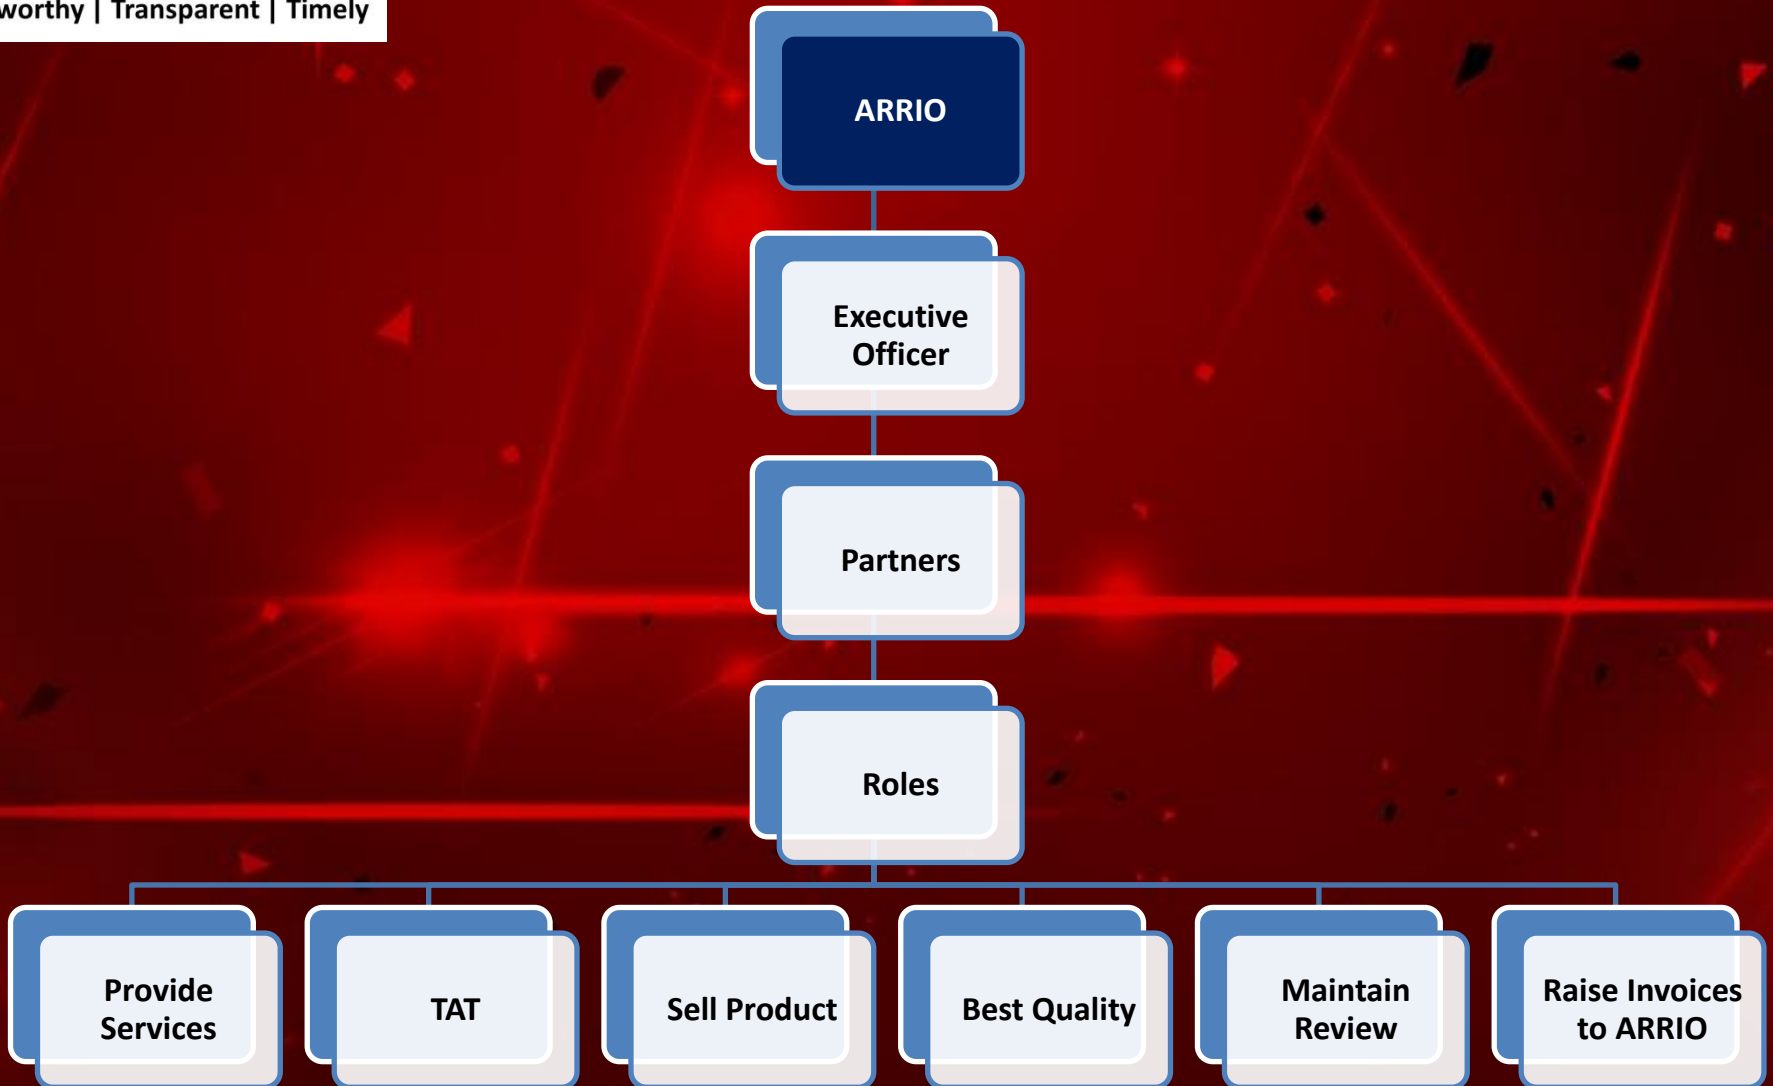 worthy | Transparent | Timely
ARRIO
Executive
Officer
Partners
Roles
Provide
Services
TAT
Sell Product
Best Quality
Maintain
Review
Raise Invoices
to ARRIO